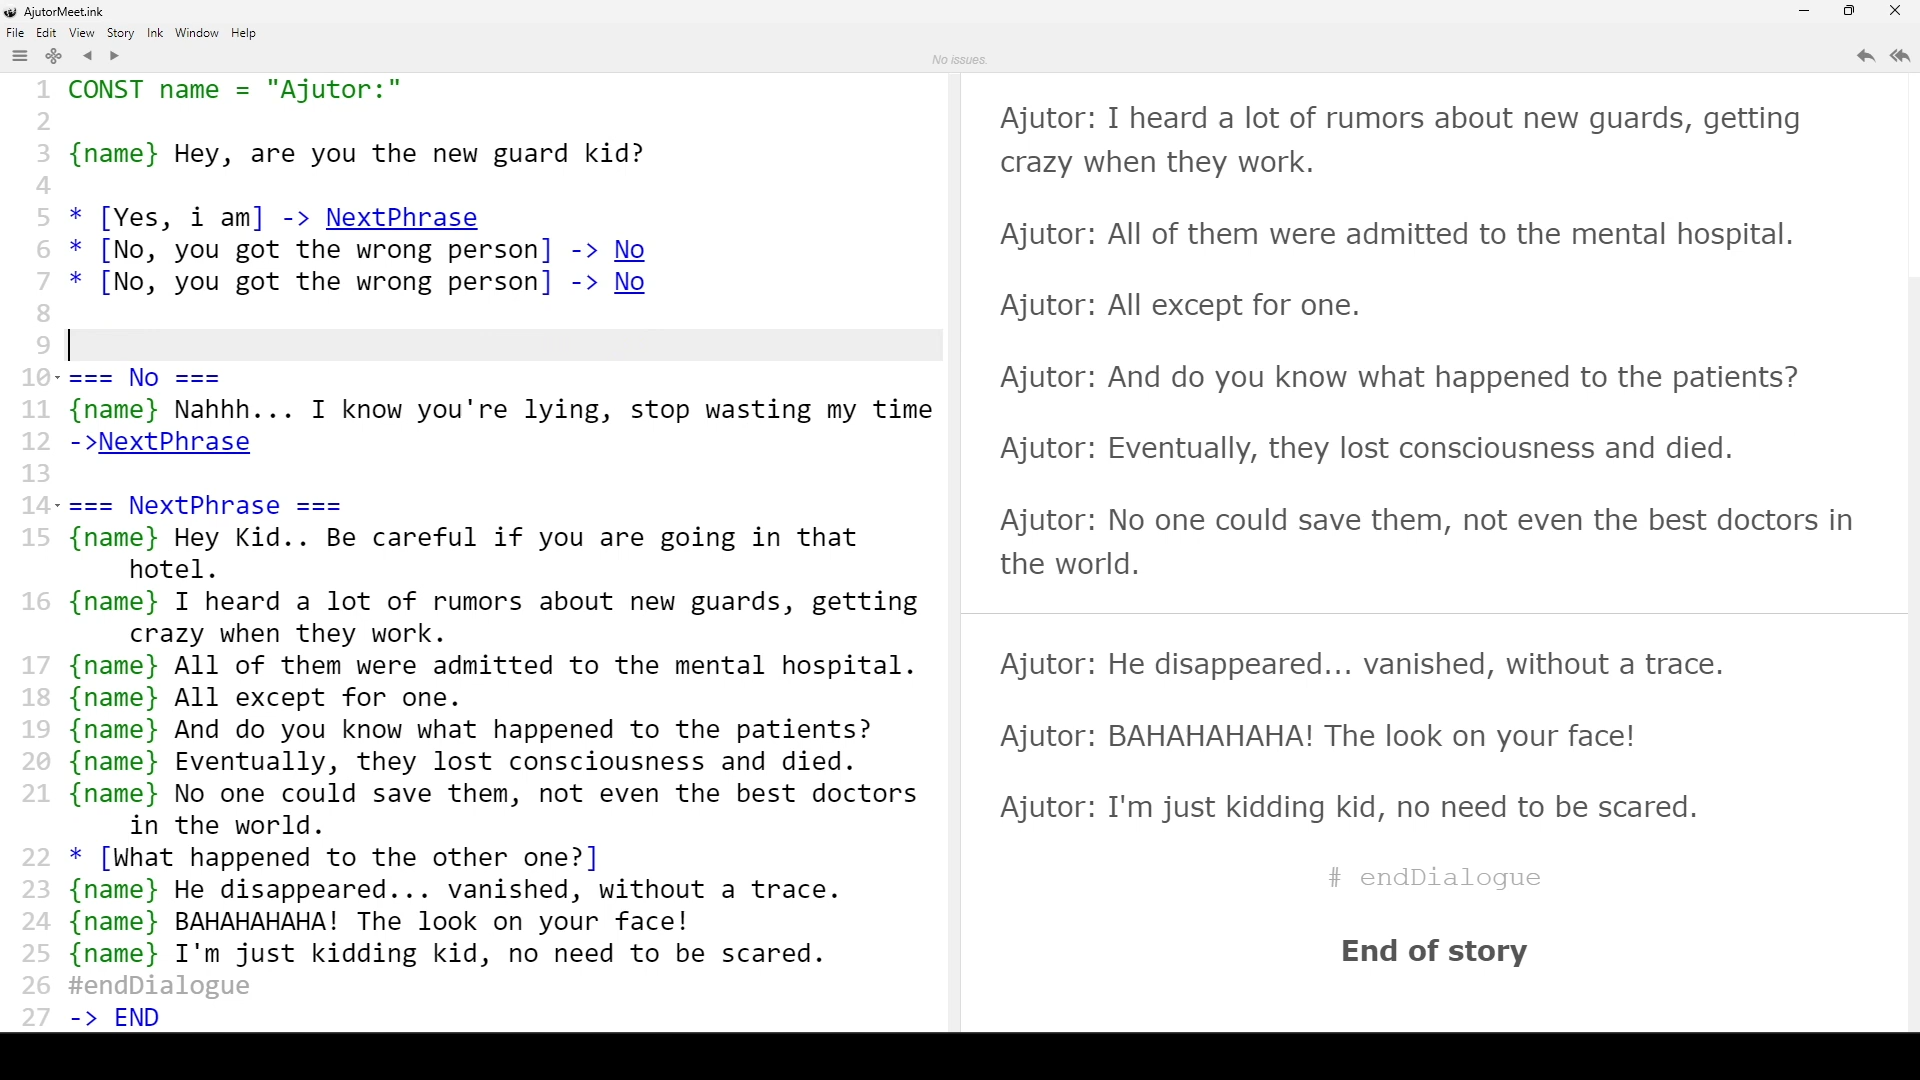 AjutorMeet.ink
File Edit View Story Ink Window Help
No issues.
1 CONST name = "Ajutor:"
2
3 {name} Hey, are you the new guard kid?
4
5 * [Yes, i am] -> NextPhrase
6 * [No, you got the wrong person] -> No
7 * [No, you got the wrong person] -> No
8
9
10 === No ===
11 {name} Nahhh... I know you're lying, stop wasting my time
12 ->NextPhrase
13
14 === NextPhrase ===
15 {name} Hey Kid.. Be careful if you are going in that
hotel.
16 {name} I heard a lot of rumors about new guards, getting
crazy when they work.
17 {name} All of them were admitted to the mental hospital.
18 {name} All except for one.
19 {name} And do you know what happened to the patients?
20 {name} Eventually, they lost consciousness and died.
21 {name} No one could save them, not even the best doctors
in the world.
22 * [What happened to the other one?]
23 {name} He disappeared... vanished, without a trace.
24 {name} BAHAHAHAHA! The look on your face!
25 {name} I'm just kidding kid, no need to be scared.
26 #endDialogue
27 -> END
Ajutor: I heard a lot of rumors about new guards, getting
crazy when they work.
Ajutor: All of them were admitted to the mental hospital.
Ajutor: All except for one.
Ajutor: And do you know what happened to the patients?
Ajutor: Eventually, they lost consciousness and died.
Ajutor: No one could save them, not even the best doctors in
the world.
Ajutor: He disappeared... vanished, without a trace.
Ajutor: BAHAHAHAHA! The look on your face!
Ajutor: I'm just kidding kid, no need to be scared.
# endDialogue
End of story